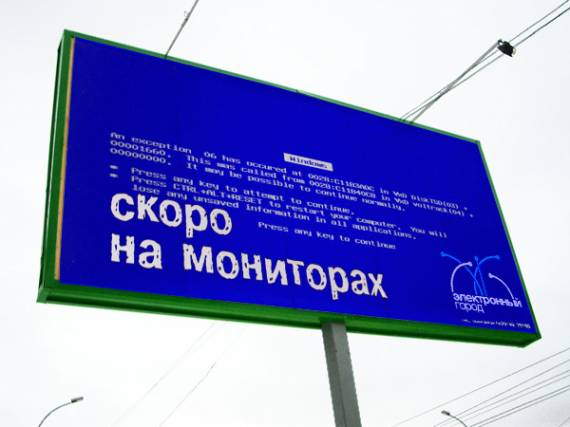 Windows
An exception 06 has occured at 0028:C11B3ADC in VxD DiskTSD(03) +
00001660. This was called from 0028:C11B40C8 in VxD voltrack(04) +
00000000. It may be possible to continue normally.
* Press any key to attempt to continue.
* Press CTRL+ALT+RESET to restart your computer. You will
lose any unsaved information in all applications.
Press any key to continue
скоро
на мониторах
электронный
город